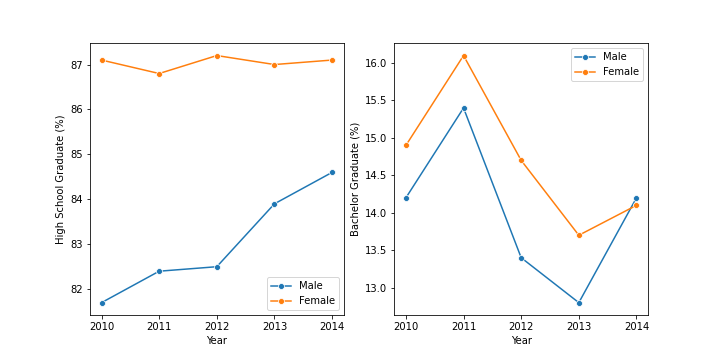 High School Graduate (%)
87
86
85
84
83
82
2010
2011
2012
2013
2014
Year
Male
Female
Bachelor Graduate (%)
16.0
15.5
15.0
14.5
14.0
13.5
13.0
2010
2011
2012
2013
2014
Year
Male
Female